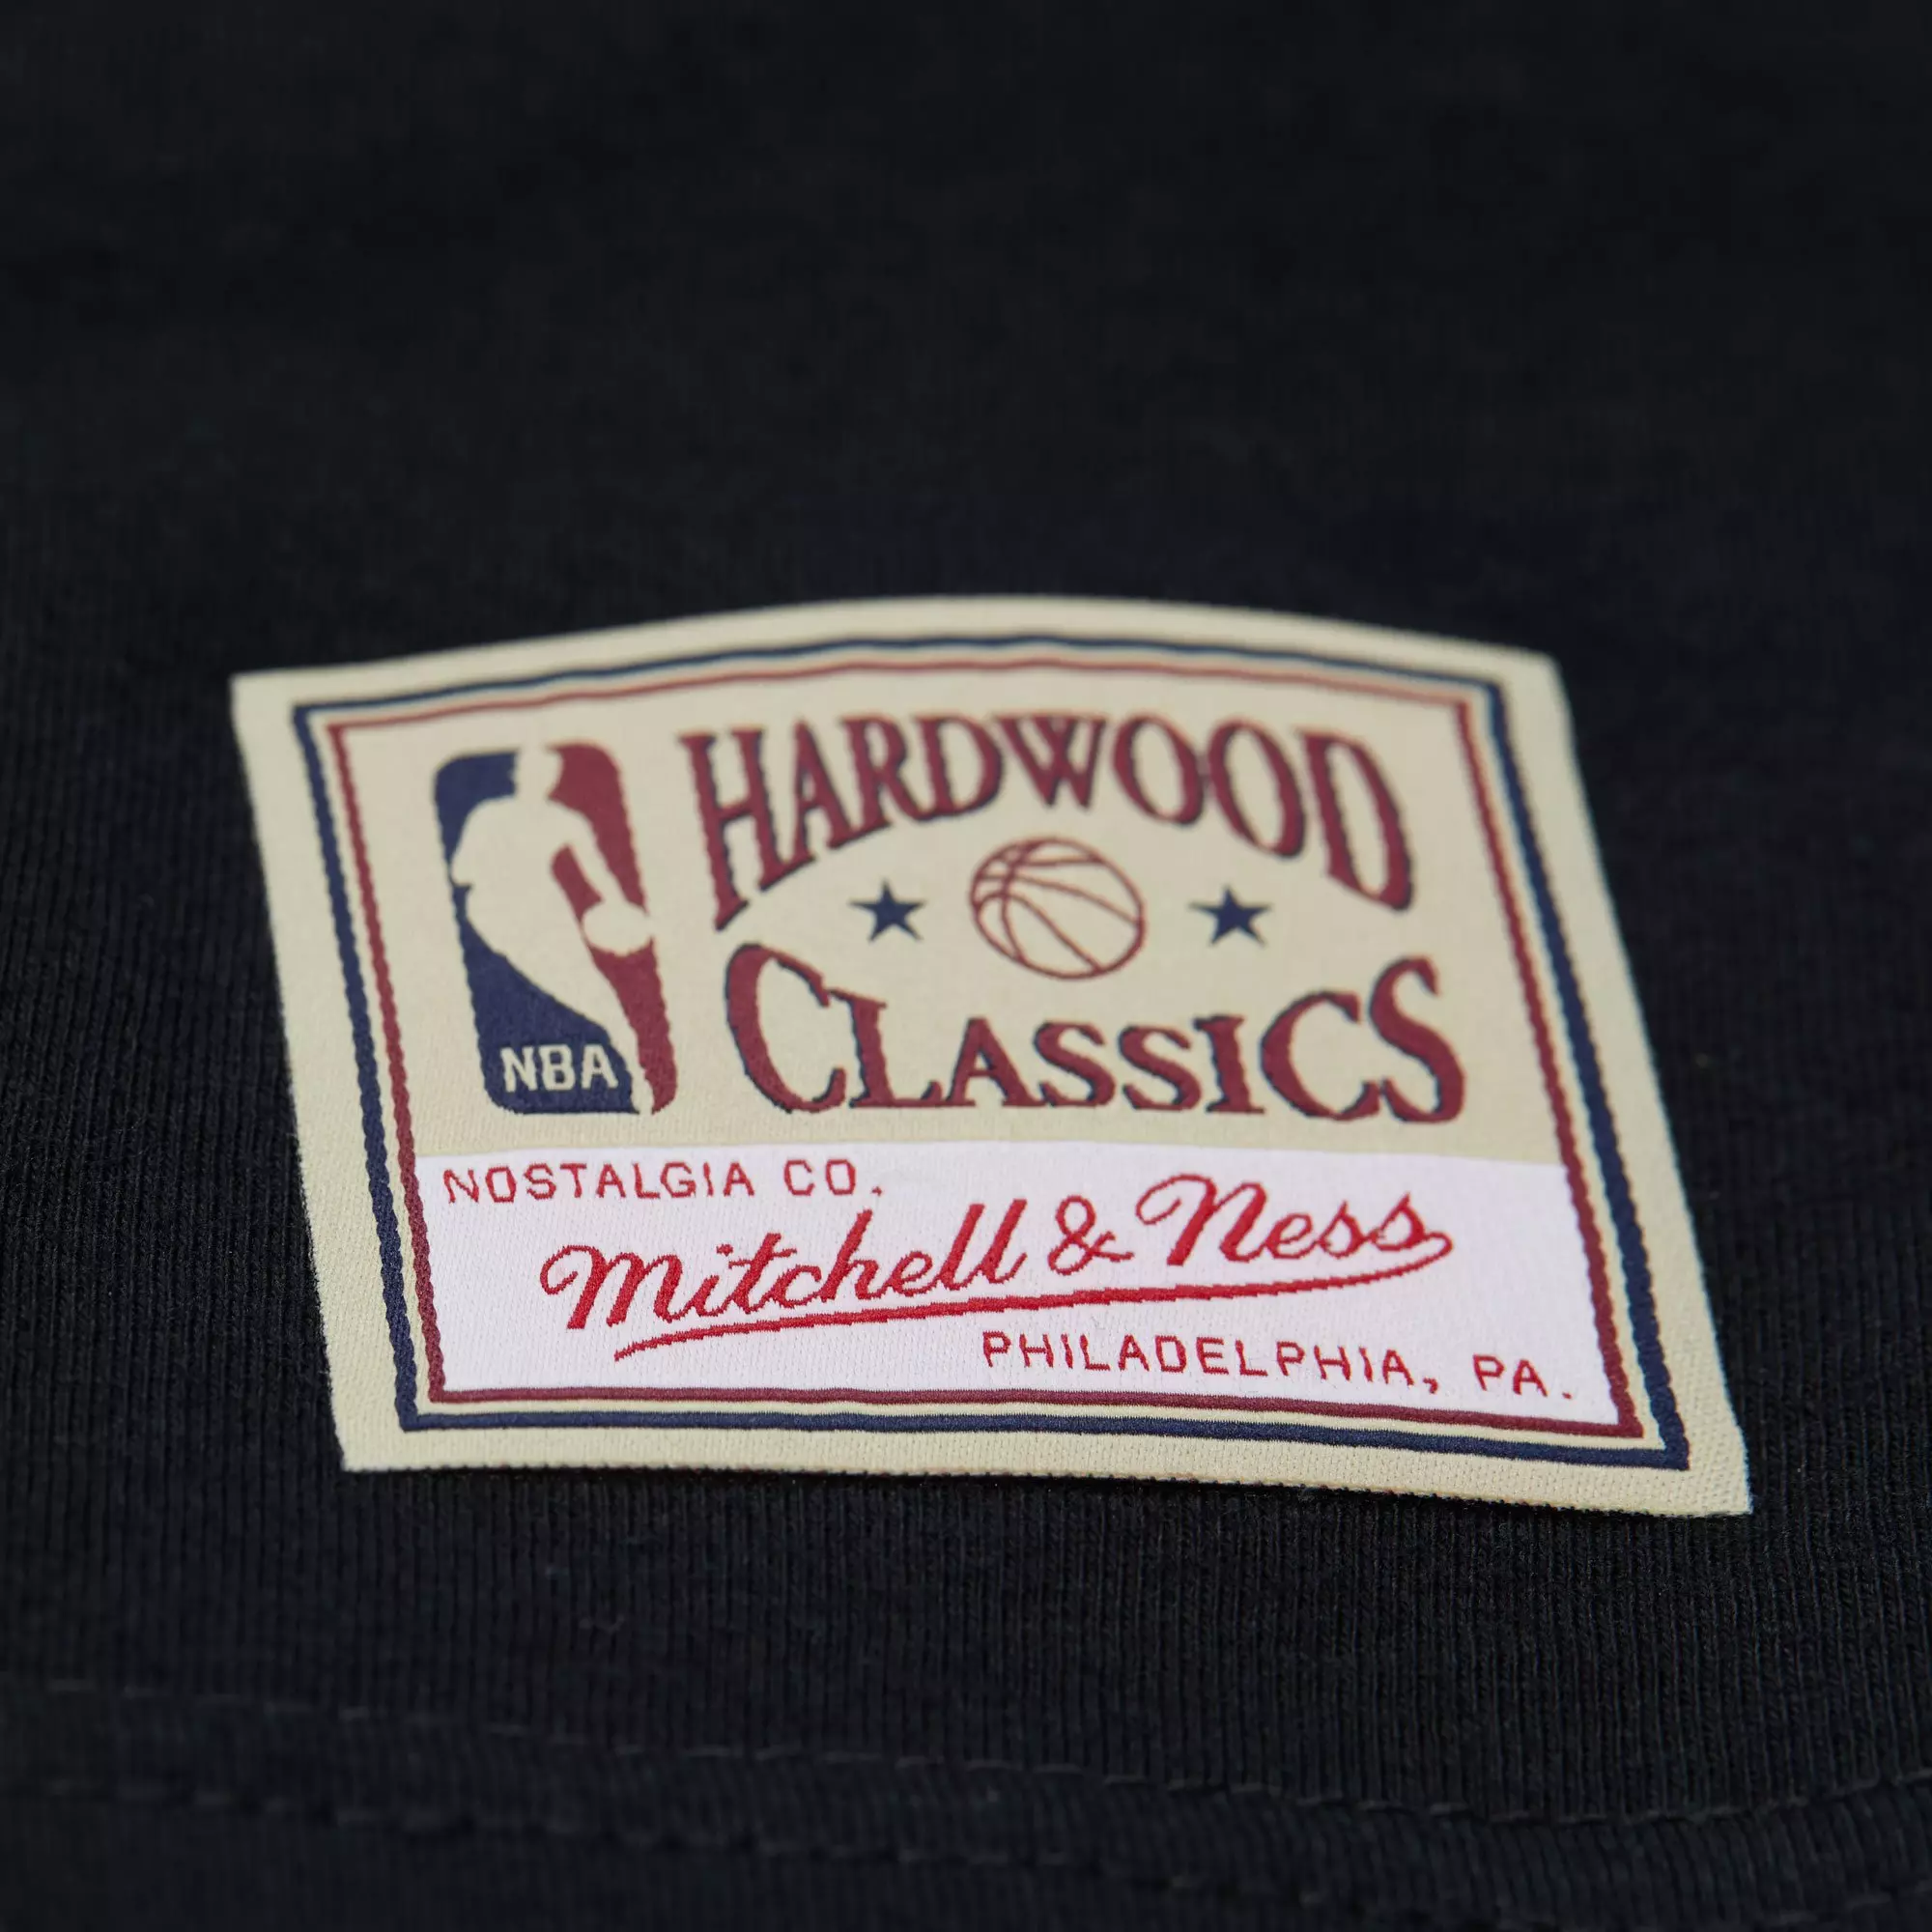 HARDWOOD
CLASSICS
NBA
NOSTALGIA CO.
Mitchell & Ness
PHILADELPHIA, PA.